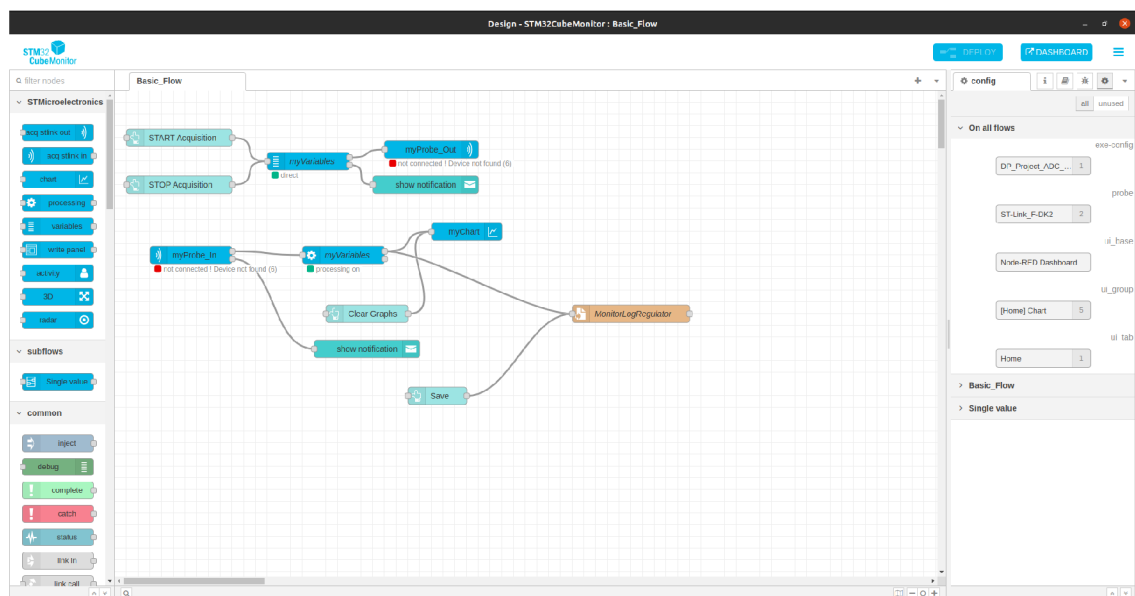 Design - STM32CubeMonitor : Basic_Flow
STM32
CubeMonitor
DEPLOY
DASHBOARD
filter nodes
Basic_Flow
config
all
unused
STMicroelectronics
acq stlink out
acq stlink in
chart
processing
variables
write panel
activity
3D
radar
subflows
Single value
common
inject
debug
complete
catch
status
link in
link call
START Acquisition
STOP Acquisition
myVariables
direct
myProbe_Out
not connected ! Device not found (6)
show notification
myChart
myProbe_In
not connected ! Device not found (6)
myVariables
processing on
Clear Graphs
MonitorLogRegulator
show notification
Save
On all flows
exe-config
DP_Project_ADC_...
1
probe
ST-Link_F-DK2
2
ui_base
Node-RED Dashboard
ui_group
[Home] Chart
5
ui_tab
Home
1
Basic_Flow
Single value